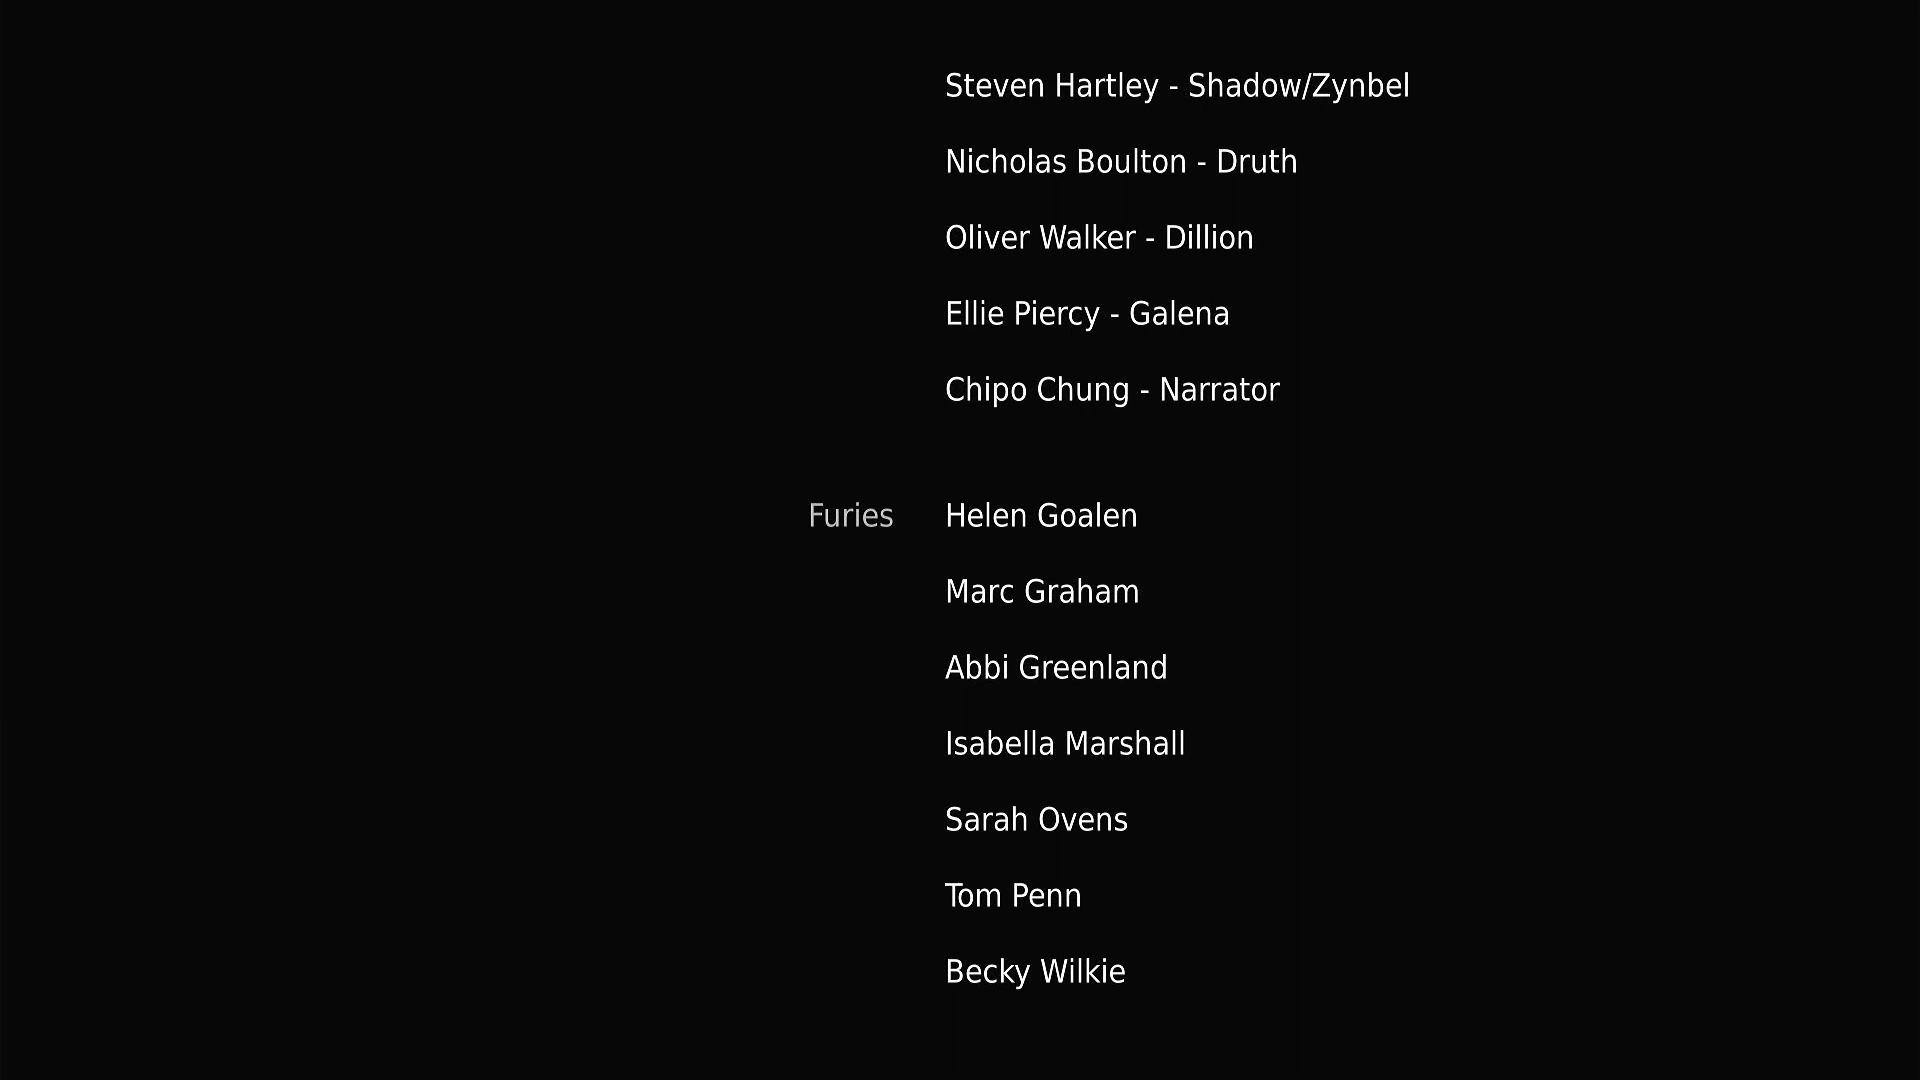 Steven Hartley - Shadow/Zynbel
Nicholas Boulton - Druth
Oliver Walker - Dillion
Ellie Piercy - Galena
Chipo Chung - Narrator
Furies Helen Goalen
Marc Graham
Abbi Greenland
Isabella Marshall
Sarah Ovens
Tom Penn
Becky Wilkie